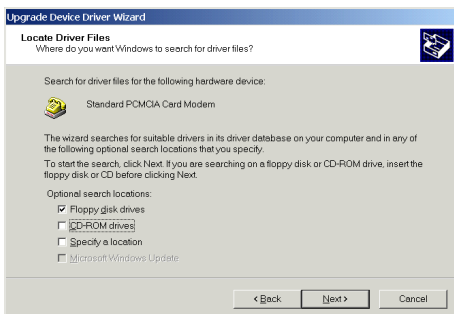 Upgrade Device Driver Wizard
Locate Driver Files
Where do you want Windows to search for driver files?
Search for driver files for the following hardware device:
Standard PCMCIA Card Modem
The wizard searches for suitable drivers in its driver database on your computer and in any of
the following optional search locations that you specify.
To start the search, click Next. If you are searching on a floppy disk or CD-ROM drive, insert the
floppy disk or CD before clicking Next.
Optional search locations:
Floppy disk drives
CD-ROM drives
Specify a location
Microsoft Windows Update
< Back Next > Cancel